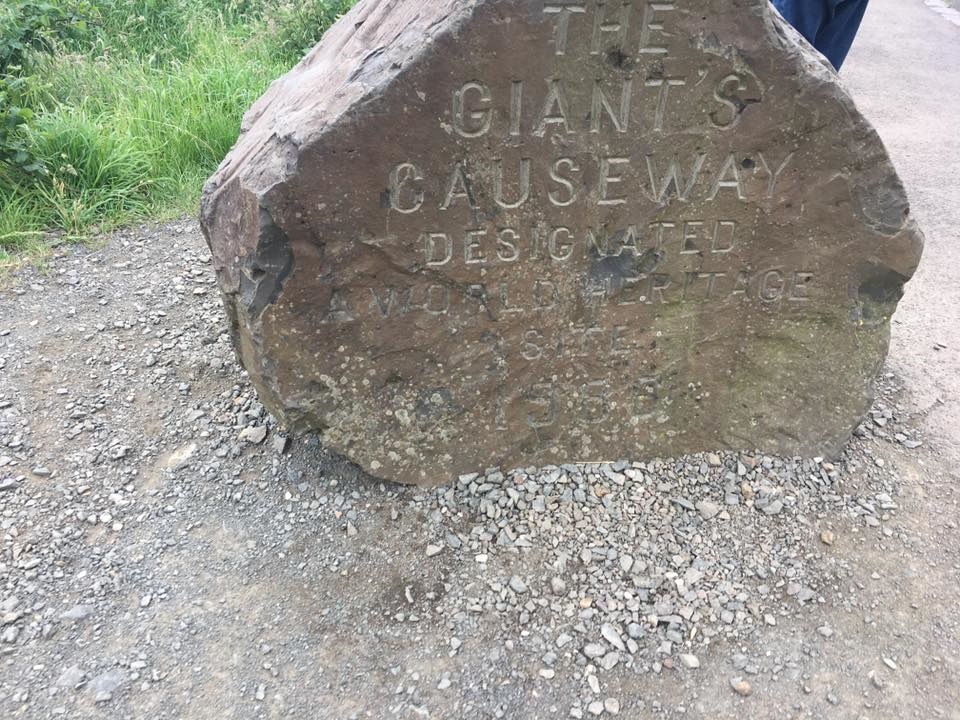 THE
GIANT'S
CAUSEWAY
DESIGNATED
A WORLD HERITAGE
SITE